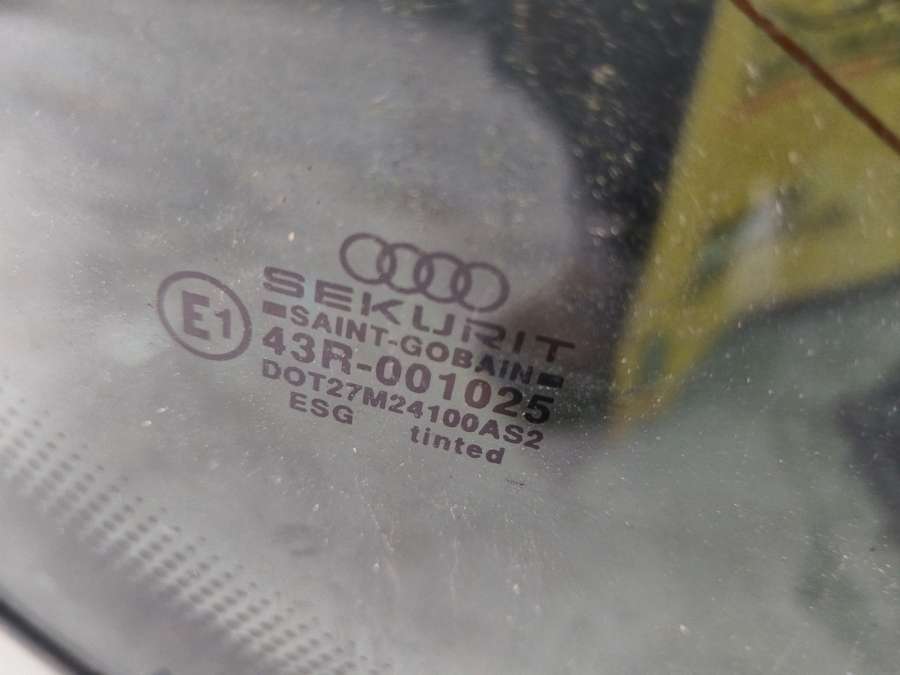 SEKURIT
SAINT-GOBAIN
E1
43R-001025
DOT27M24100AS2
ESG tinted